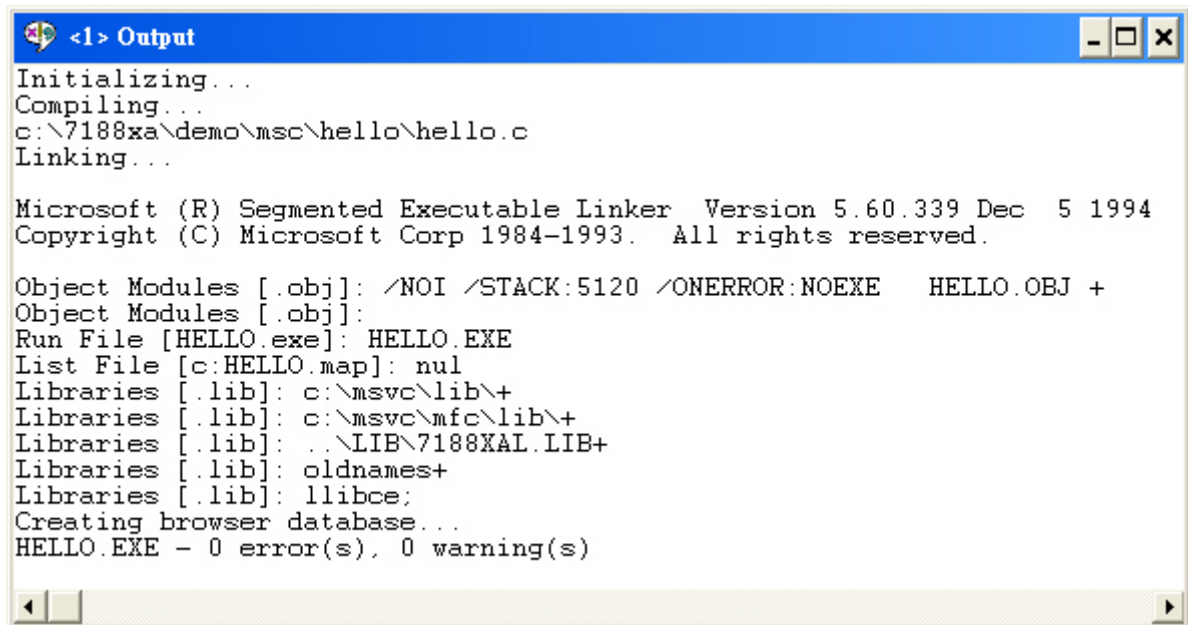 <1> Output
Initializing...
Compiling...
c:\7188xa\demo\msc\hello\hello.c
Linking...
Microsoft (R) Segmented Executable Linker  Version 5.60.339 Dec  5 1994
Copyright (C) Microsoft Corp 1984-1993.  All rights reserved.
Object Modules [.obj]: /NOI /STACK:5120 /ONERROR:NOEXE   HELLO.OBJ +
Object Modules [.obj]:
Run File [HELLO.exe]: HELLO.EXE
List File [c:HELLO.map]: nul
Libraries [.lib]: c:\msvc\lib\+
Libraries [.lib]: c:\msvc\mfc\lib\+
Libraries [.lib]: ..\LIB\7188XAL.LIB+
Libraries [.lib]: oldnames+
Libraries [.lib]: llibce;
Creating browser database...
HELLO.EXE - 0 error(s), 0 warning(s)